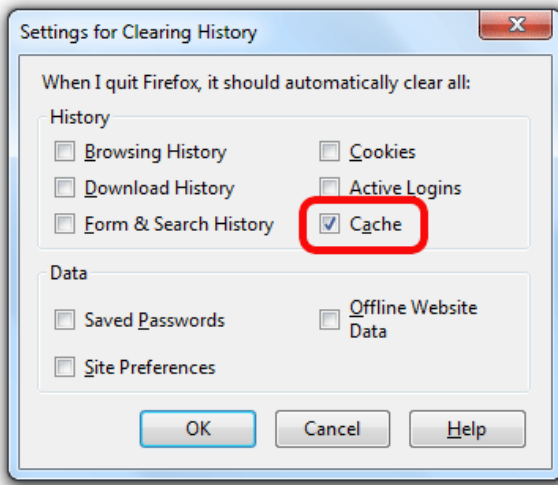 Settings for Clearing History
When I quit Firefox, it should automatically clear all:
History
Browsing History
Cookies
Download History
Active Logins
Form & Search History
Cache
Data
Saved Passwords
Offline Website
Data
Site Preferences
OK
Cancel
Help